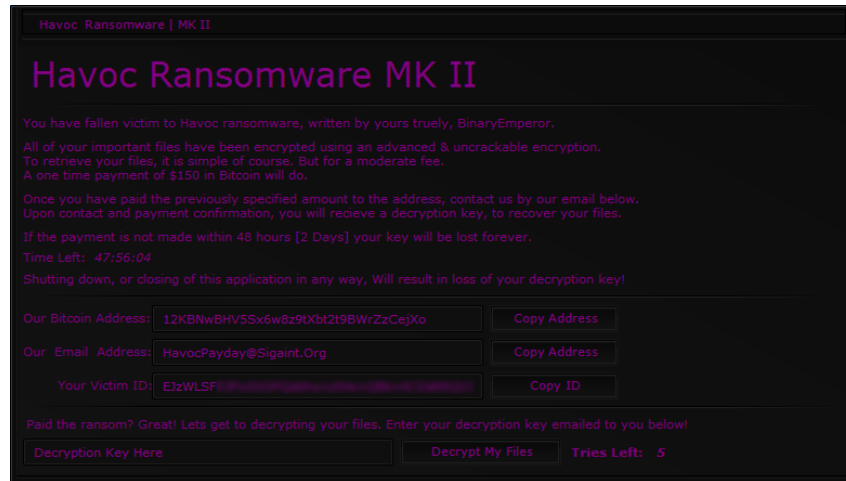 Havoc Ransomware | MK II
Havoc Ransomware MK II
You have fallen victim to Havoc ransomware, written by yours truely, BinaryEmperor.
All of your important files have been encrypted using an advanced & uncrackable encryption.
To retrieve your files, it is simple of course. But for a moderate fee.
A one time payment of $150 in Bitcoin will do.
Once you have paid the previously specified amount to the address, contact us by our email below.
Upon contact and payment confirmation, you will recieve a decryption key, to recover your files.
If the payment is not made within 48 hours [2 Days] your key will be lost forever.
Time Left: 47:56:04
Shutting down, or closing of this application in any way, Will result in loss of your decryption key!
Our Bitcoin Address: 12KBNwBHV5Sx6w8z9tXbt2t9BWrZzCejXo Copy Address
Our Email Address: HavocPayday@Sigaint.Org Copy Address
Your Victim ID: EJzWLSF Copy ID
Paid the ransom? Great! Lets get to decrypting your files. Enter your decryption key emailed to you below!
Decryption Key Here Decrypt My Files Tries Left: 5